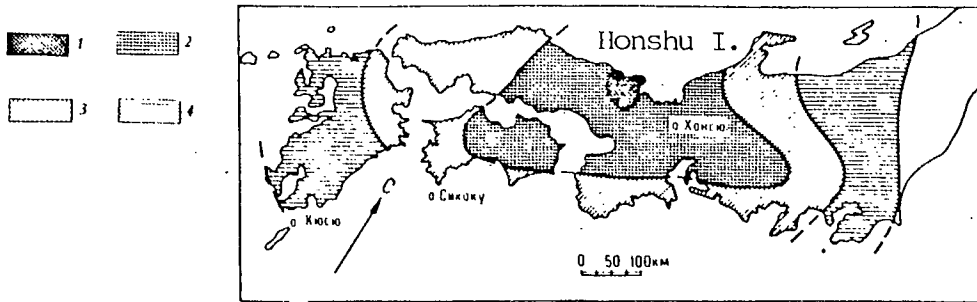 1 2
3 4
Honshu I.
о Хонсю
о Сикоку
о Кюсю
С
0 50 100км